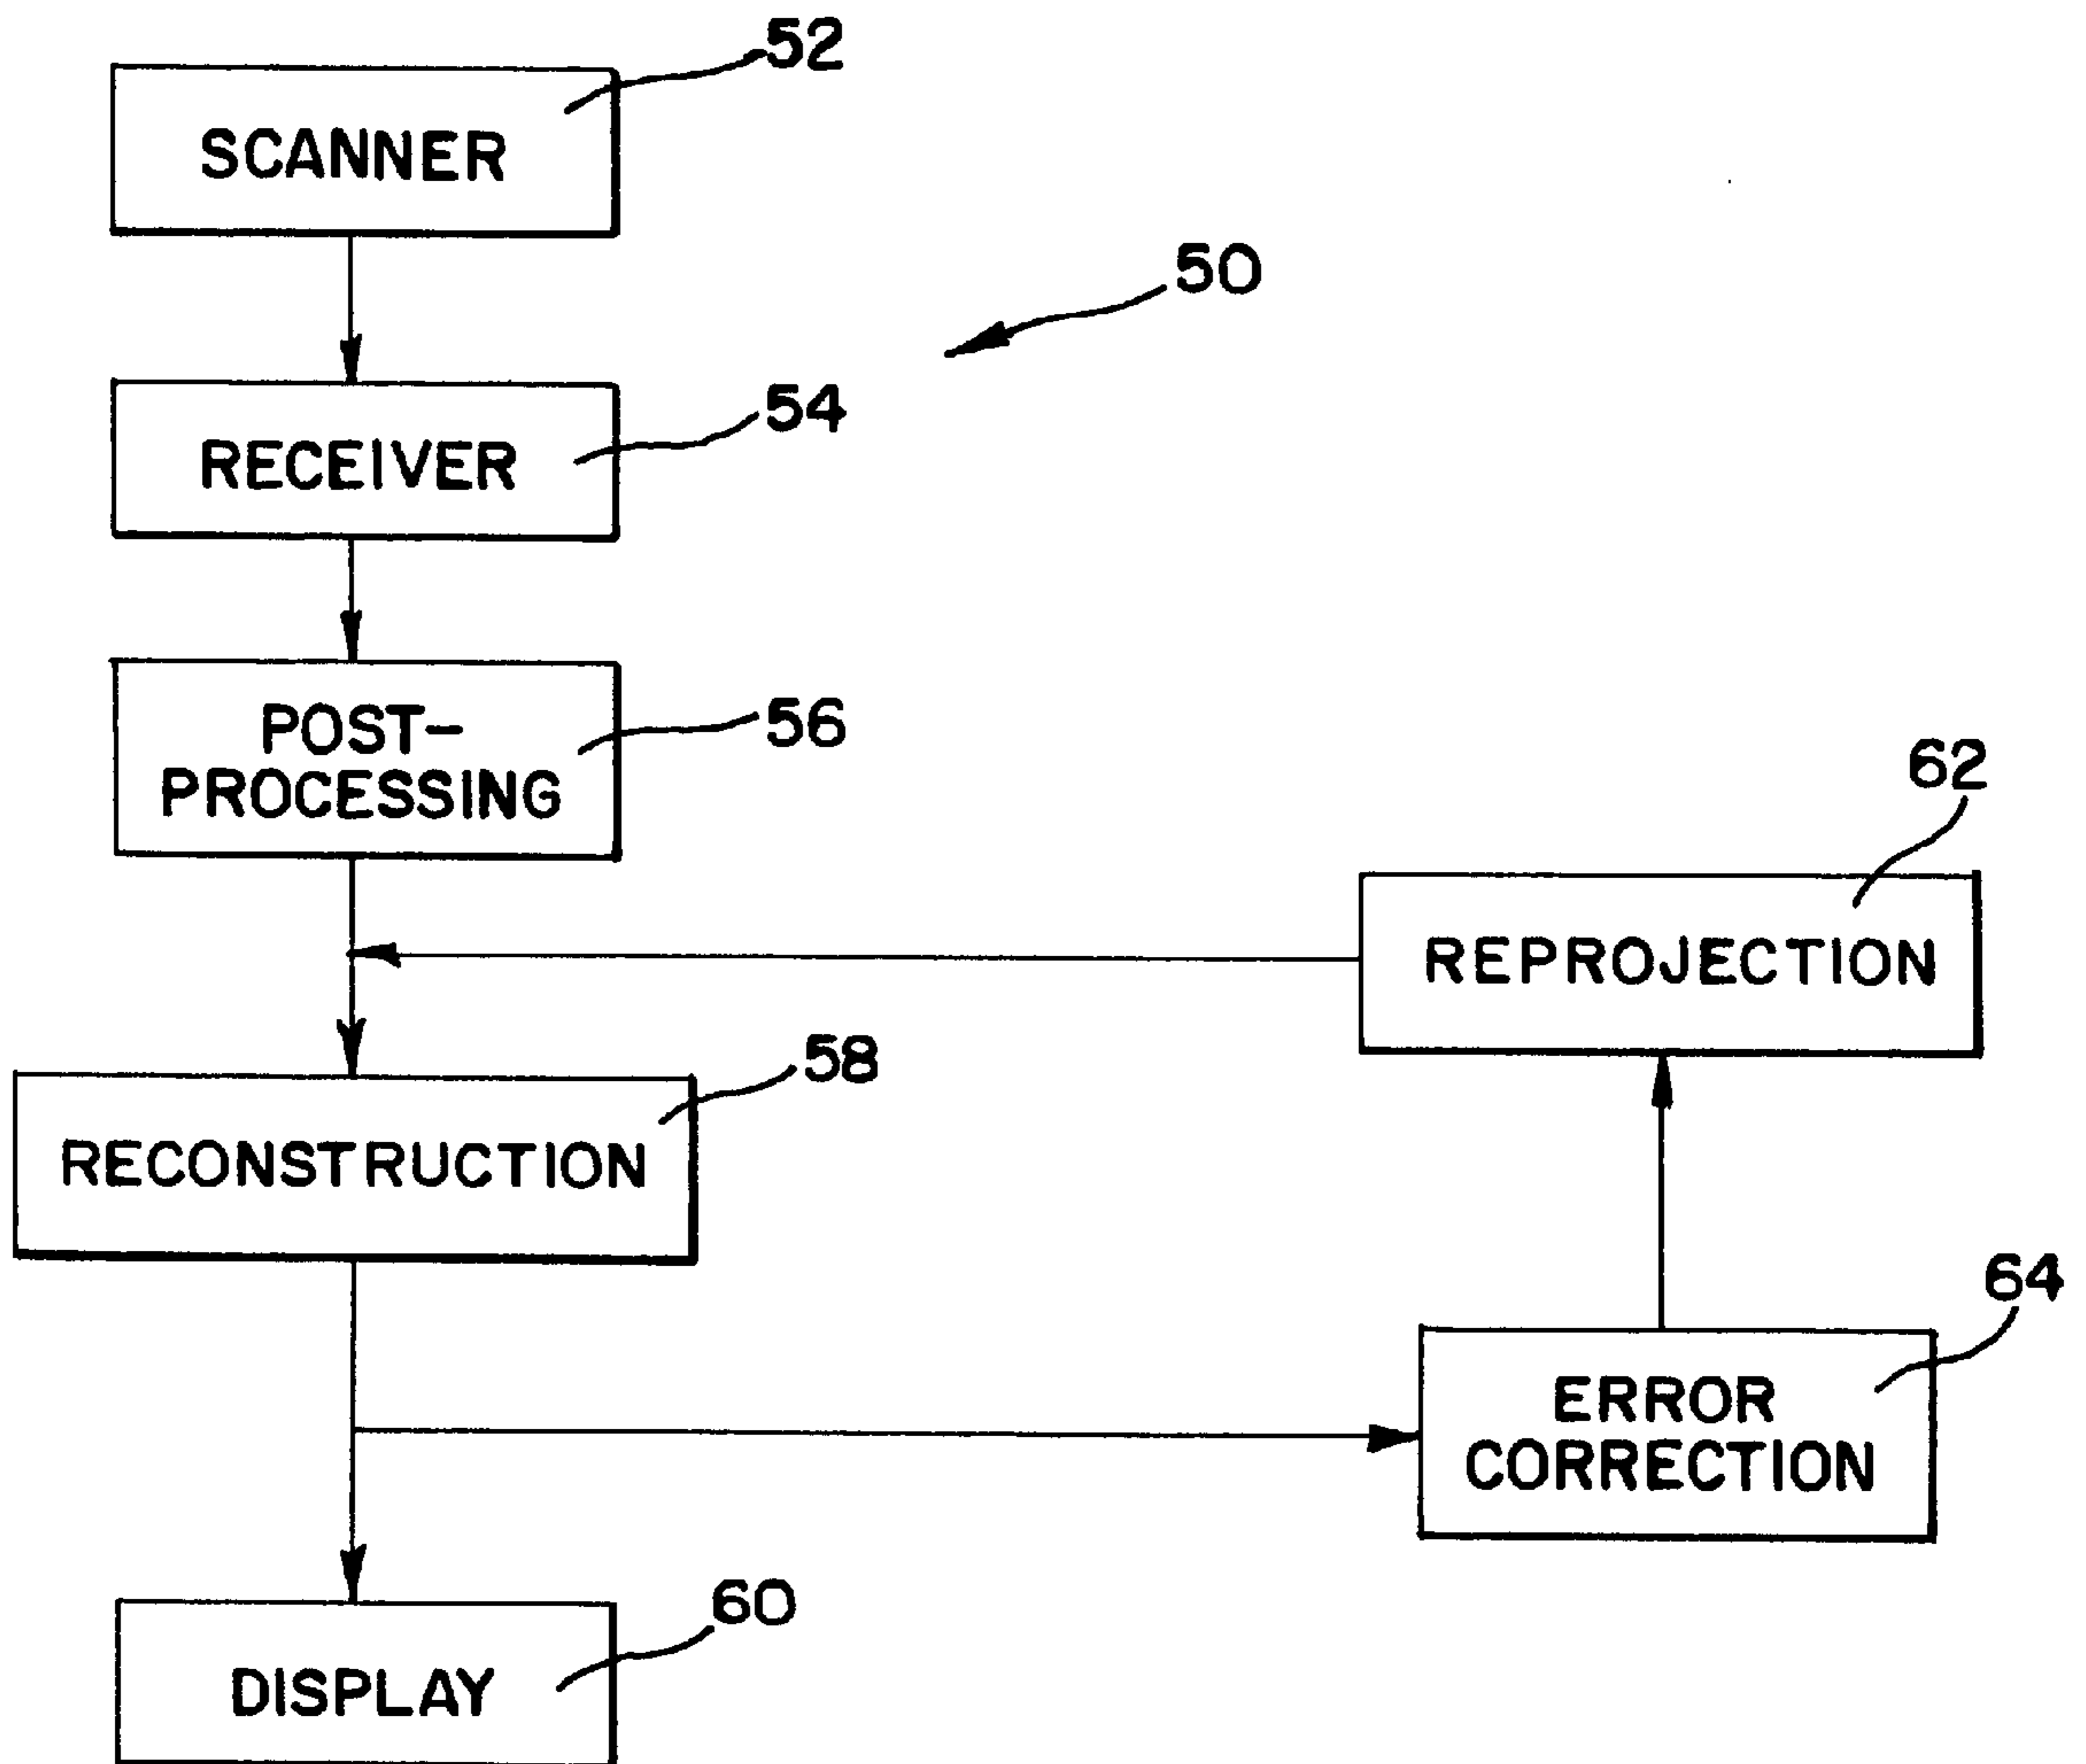 52
SCANNER
50
54
RECEIVER
56
POST-
PROCESSING
62
REPROJECTION
58
RECONSTRUCTION
64
ERROR
CORRECTION
60
DISPLAY